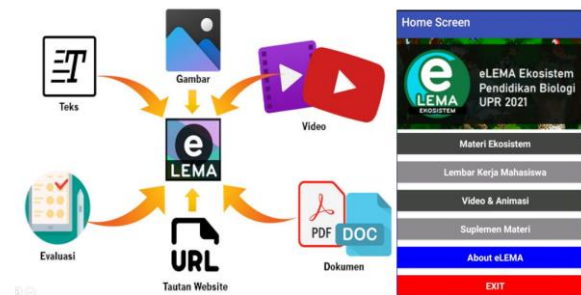 T
Teks
Gambar
Video
e
LEMA
Evaluasi
URL
Tautan Website
PDF
DOC
Dokumen
Home Screen
e
LEMA
EKOSISTEM
eLEMA Ekosistem
Pendidikan Biologi
UPR 2021
Materi Ekosistem
Lembar Kerja Mahasiswa
Video & Animasi
Suplemen Materi
About eLEMA
EXIT